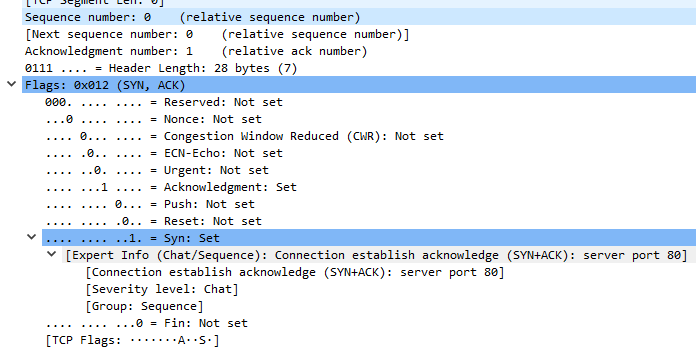 [TCP Segment Len: 0]
Sequence number: 0    (relative sequence number)
[Next sequence number: 0    (relative sequence number)]
Acknowledgment number: 1    (relative ack number)
0111 .... = Header Length: 28 bytes (7)
Flags: 0x012 (SYN, ACK)
000. .... .... = Reserved: Not set
...0 .... .... = Nonce: Not set
.... 0... .... = Congestion Window Reduced (CWR): Not set
.... .0.. .... = ECN-Echo: Not set
.... ..0. .... = Urgent: Not set
.... ...1 .... = Acknowledgment: Set
.... .... 0... = Push: Not set
.... .... .0.. = Reset: Not set
.... .... ..1. = Syn: Set
[Expert Info (Chat/Sequence): Connection establish acknowledge (SYN+ACK): server port 80]
[Connection establish acknowledge (SYN+ACK): server port 80]
[Severity level: Chat]
[Group: Sequence]
.... .... ...0 = Fin: Not set
[TCP Flags: ·······A··S·]